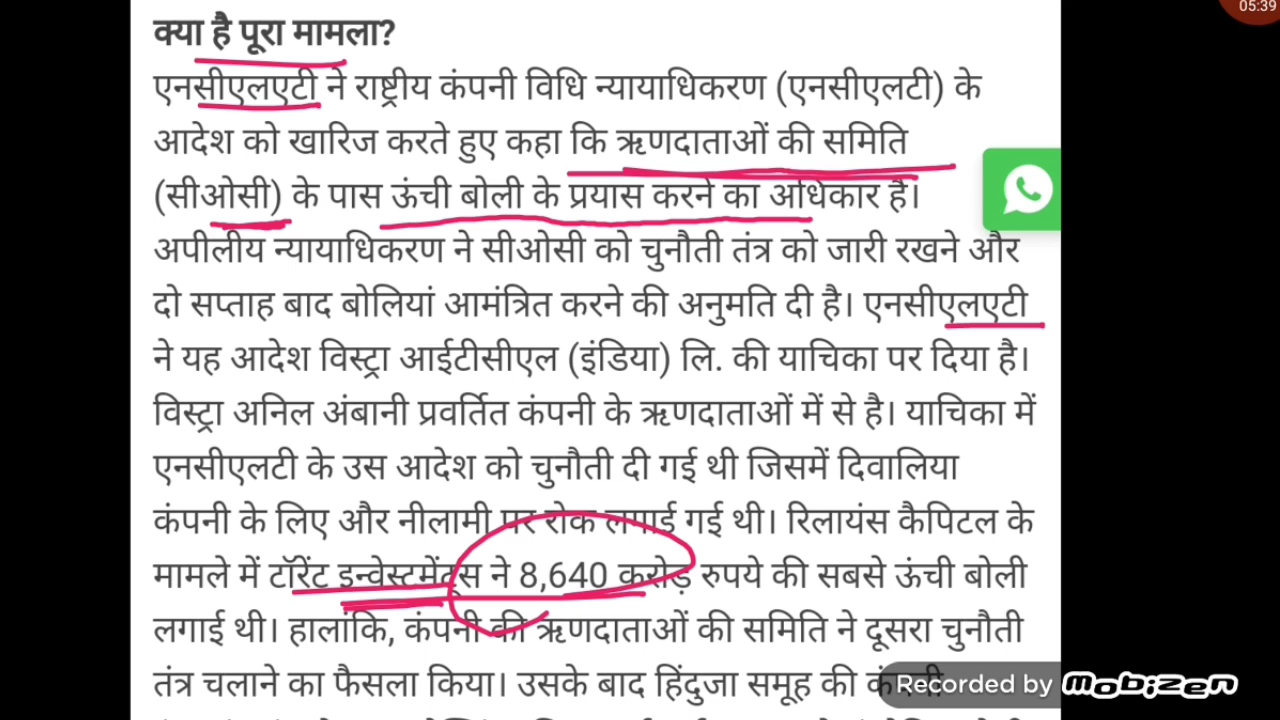 05:39
क्या है पूरा मामला?
एनसीएलएटी ने राष्ट्रीय कंपनी विधि न्यायाधिकरण (एनसीएलटी) के
आदेश को खारिज करते हुए कहा कि ऋणदाताओं की समिति
(सीओसी) के पास ऊंची बोली के प्रयास करने का अधिकार है।
अपीलीय न्यायाधिकरण ने सीओसी को चुनौती तंत्र को जारी रखने और
दो सप्ताह बाद बोलियां आमंत्रित करने की अनुमति दी है। एनसीएलएटी
ने यह आदेश विस्ट्रा आईटीसीएल (इंडिया) लि. की याचिका पर दिया है।
विस्ट्रा अनिल अंबानी प्रवर्तित कंपनी के ऋणदाताओं में से है। याचिका में
एनसीएलटी के उस आदेश को चुनौती दी गई थी जिसमें दिवालिया
कंपनी के लिए और नीलामी पर रोक लगाई गई थी। रिलायंस कैपिटल के
मामले में टॉरेंट इन्वेस्टमेंट्स ने 8,640 करोड़ रुपये की सबसे ऊंची बोली
लगाई थी। हालांकि, कंपनी की ऋणदाताओं की समिति ने दूसरा चुनौती
तंत्र चलाने का फैसला किया। उसके बाद हिंदुजा समूह की कंपनी
Recorded by mobizen